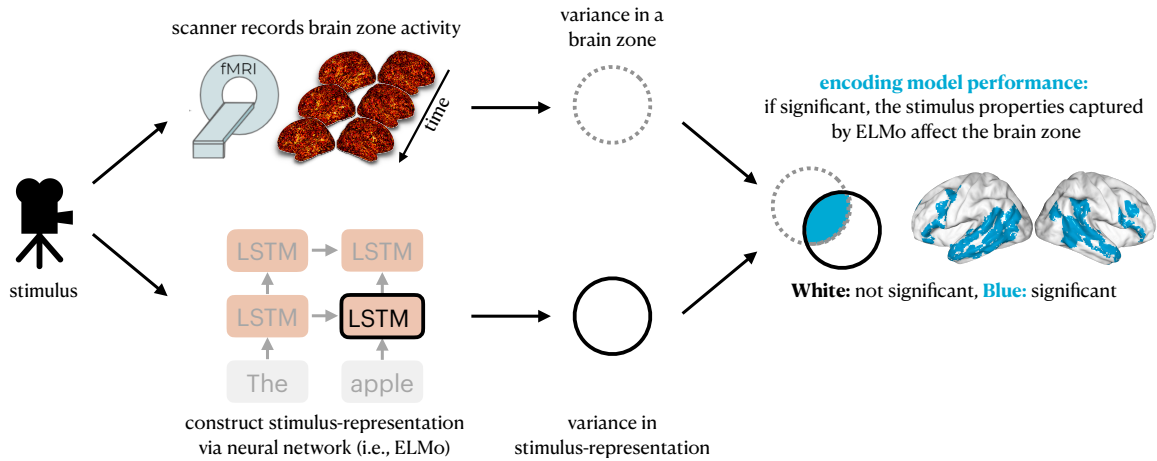 scanner records brain zone activity
fMRI
time
variance in a
brain zone
encoding model performance:
if significant, the stimulus properties captured
by ELMo affect the brain zone
stimulus
LSTM LSTM
LSTM LSTM
The apple
construct stimulus-representation
via neural network (i.e., ELMo)
variance in
stimulus-representation
White: not significant, Blue: significant